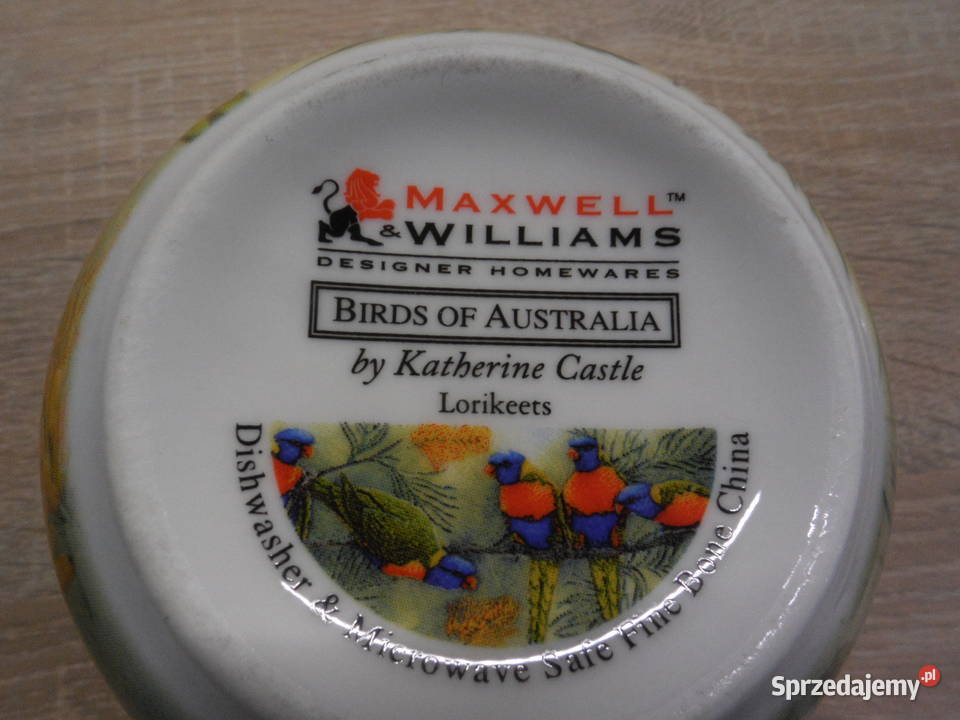 MAXWELL™
& WILLIAMS
DESIGNER HOMEWARES
BIRDS OF AUSTRALIA
by Katherine Castle
Lorikeets
Dishwasher & Microwave Safe Fine Bone China
Sprzedajemy.pl